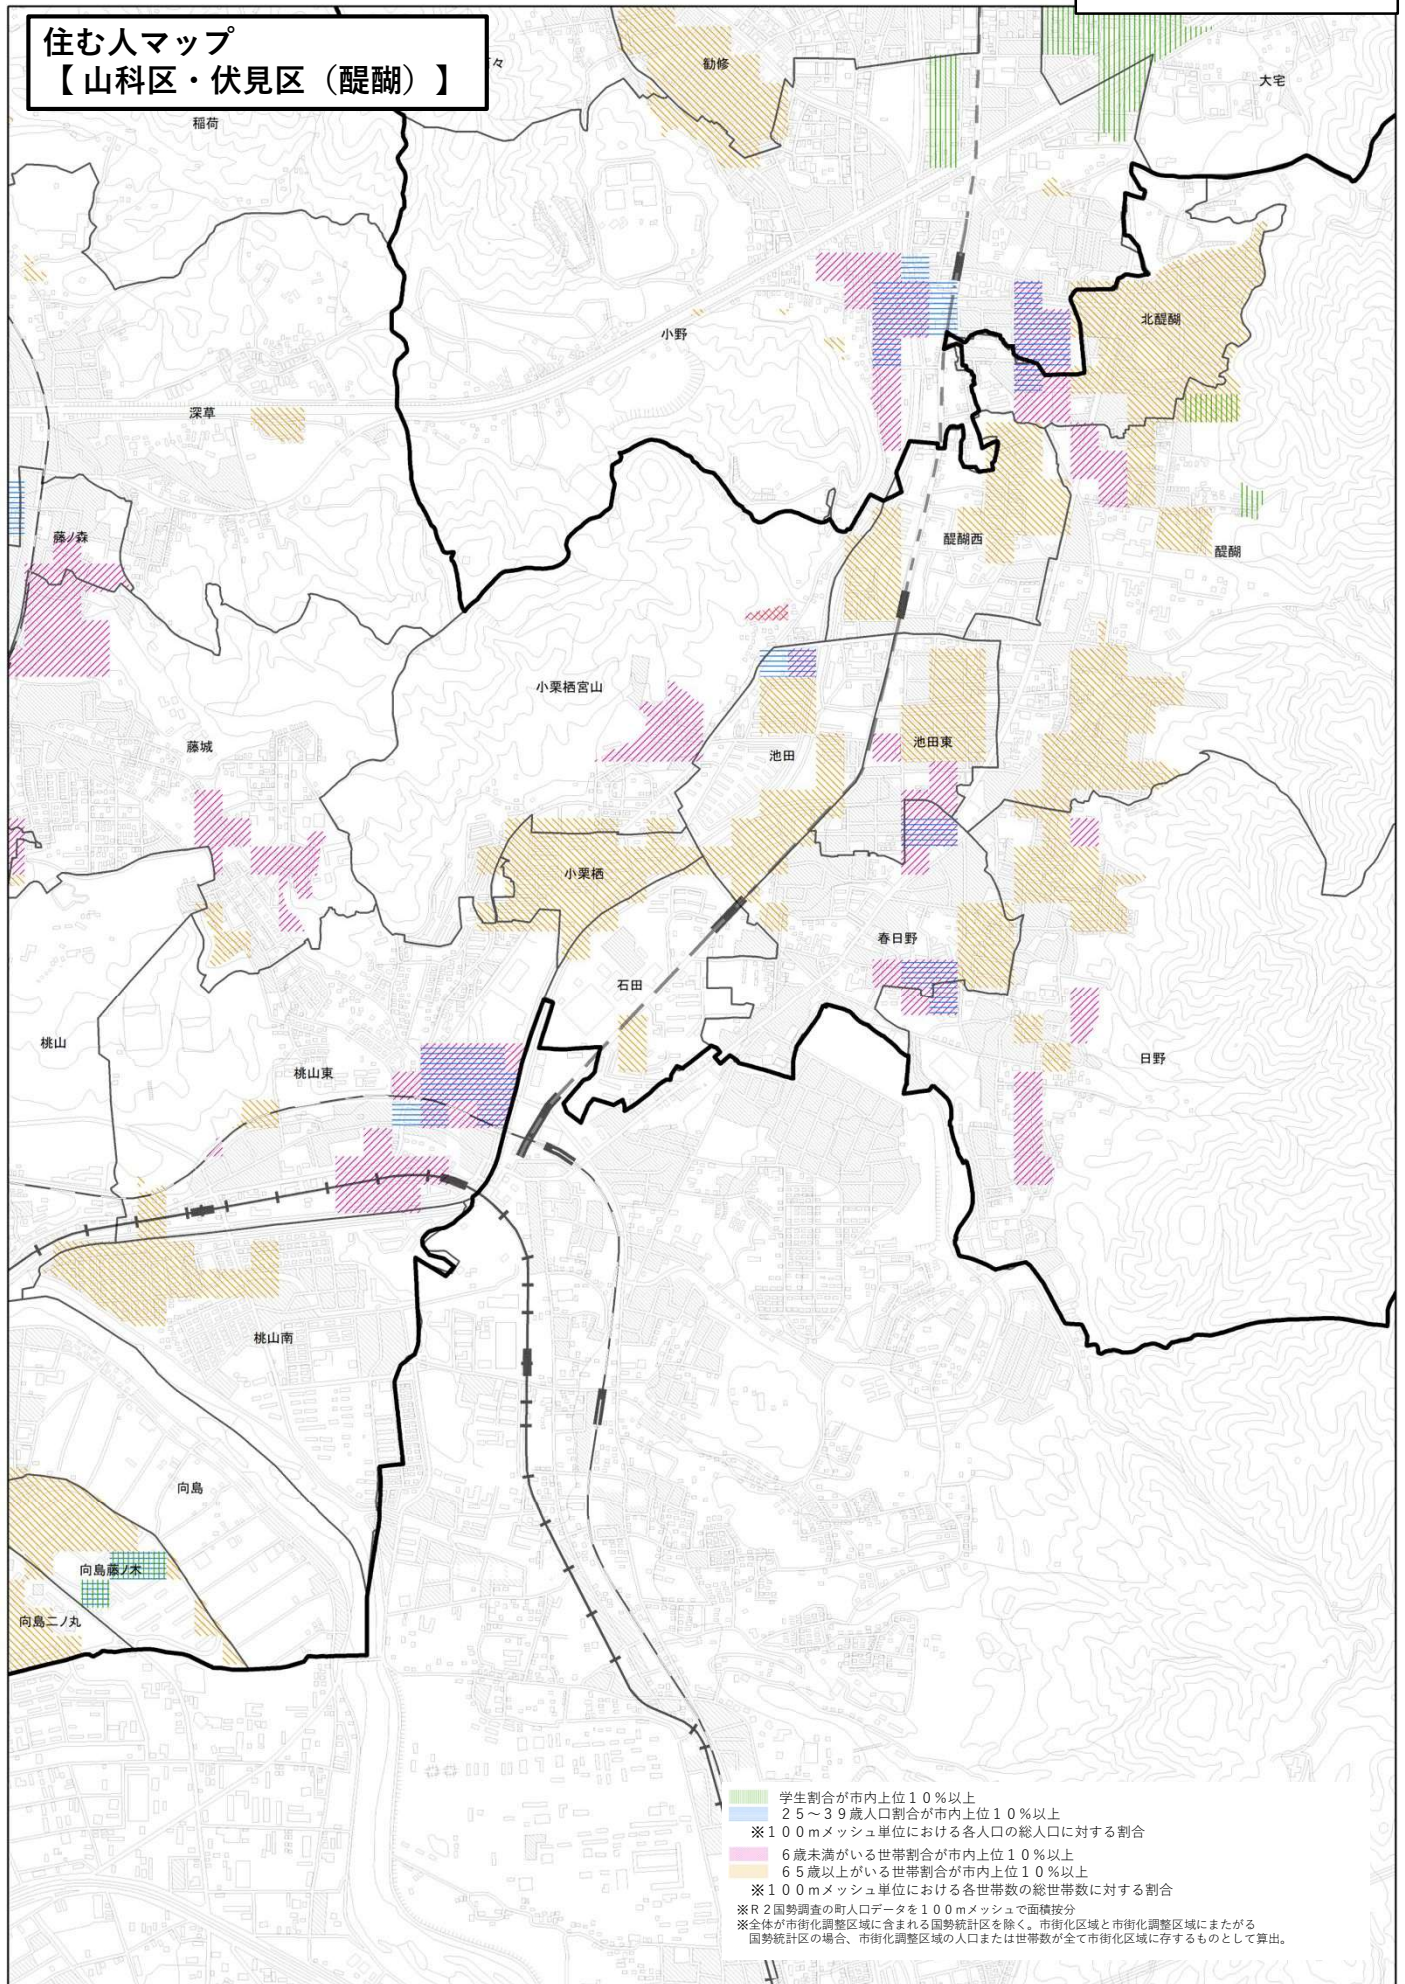 住む人マップ
【 山科区・伏見区（醍醐）】
々
勧修
大宅
稲荷
北醍醐
小野
深草
藤ノ森
醍醐西
醍醐
小栗栖宮山
藤城
池田
池田東
小栗栖
春日野
石田
桃山
桃山東
日野
桃山南
向島
向島藤ノ木
向島二ノ丸
学生割合が市内上位１０％以上
２５～３９歳人口割合が市内上位１０％以上
※１００ｍメッシュ単位における各人口の総人口に対する割合
６歳未満がいる世帯割合が市内上位１０％以上
６５歳以上がいる世帯割合が市内上位１０％以上
※１００ｍメッシュ単位における各世帯数の総世帯数に対する割合
※Ｒ２国勢調査の町人口データを１００ｍメッシュで面積按分
※全体が市街化調整区域に含まれる国勢統計区を除く。市街化区域と市街化調整区域にまたがる
国勢統計区の場合、市街化調整区域の人口または世帯数が全て市街化区域に存するものとして算出。